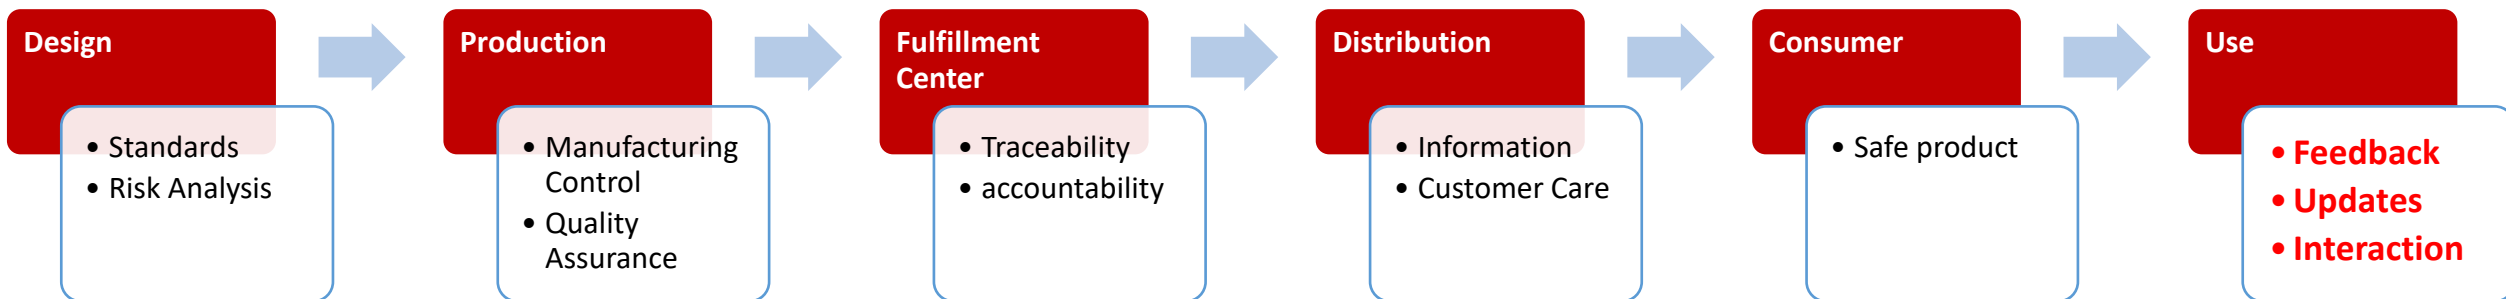 Design
• Standards
• Risk Analysis
Production
• Manufacturing
Control
• Quality
Assurance
Fulfillment
Center
• Traceability
• accountability
Distribution
• Information
• Customer Care
Consumer
• Safe product
Use
• Feedback
• Updates
• Interaction